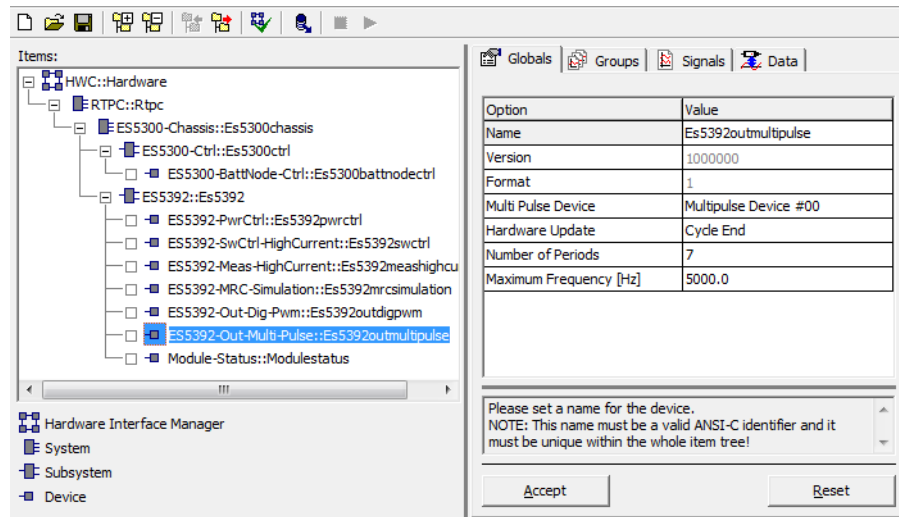 Items:
HWC::Hardware
RTPC::Rtpc
ES5300-Chassis::Es5300chassis
ES5300-Ctrl::Es5300ctrl
ES5300-BattNode-Ctrl::Es5300battnodectrl
ES5392::Es5392
ES5392-PwrCtrl::Es5392pwrctrl
ES5392-SwCtrl-HighCurrent::Es5392swctrl
ES5392-Meas-HighCurrent::Es5392meashighcu
ES5392-MRC-Simulation::Es5392mrcsimulation
ES5392-Out-Dig-Pwm::Es5392outdigpwm
ES5392-Out-Multi-Pulse::Es5392outmultipulse
Module-Status::Modulestatus
Hardware Interface Manager
System
Subsystem
Device
Globals Groups Signals Data
Option Value
Name Es5392outmultipulse
Version 1000000
Format 1
Multi Pulse Device Multipulse Device #00
Hardware Update Cycle End
Number of Periods 7
Maximum Frequency [Hz] 5000.0
Please set a name for the device.
NOTE: This name must be a valid ANSI-C identifier and it
must be unique within the whole item tree!
Accept Reset